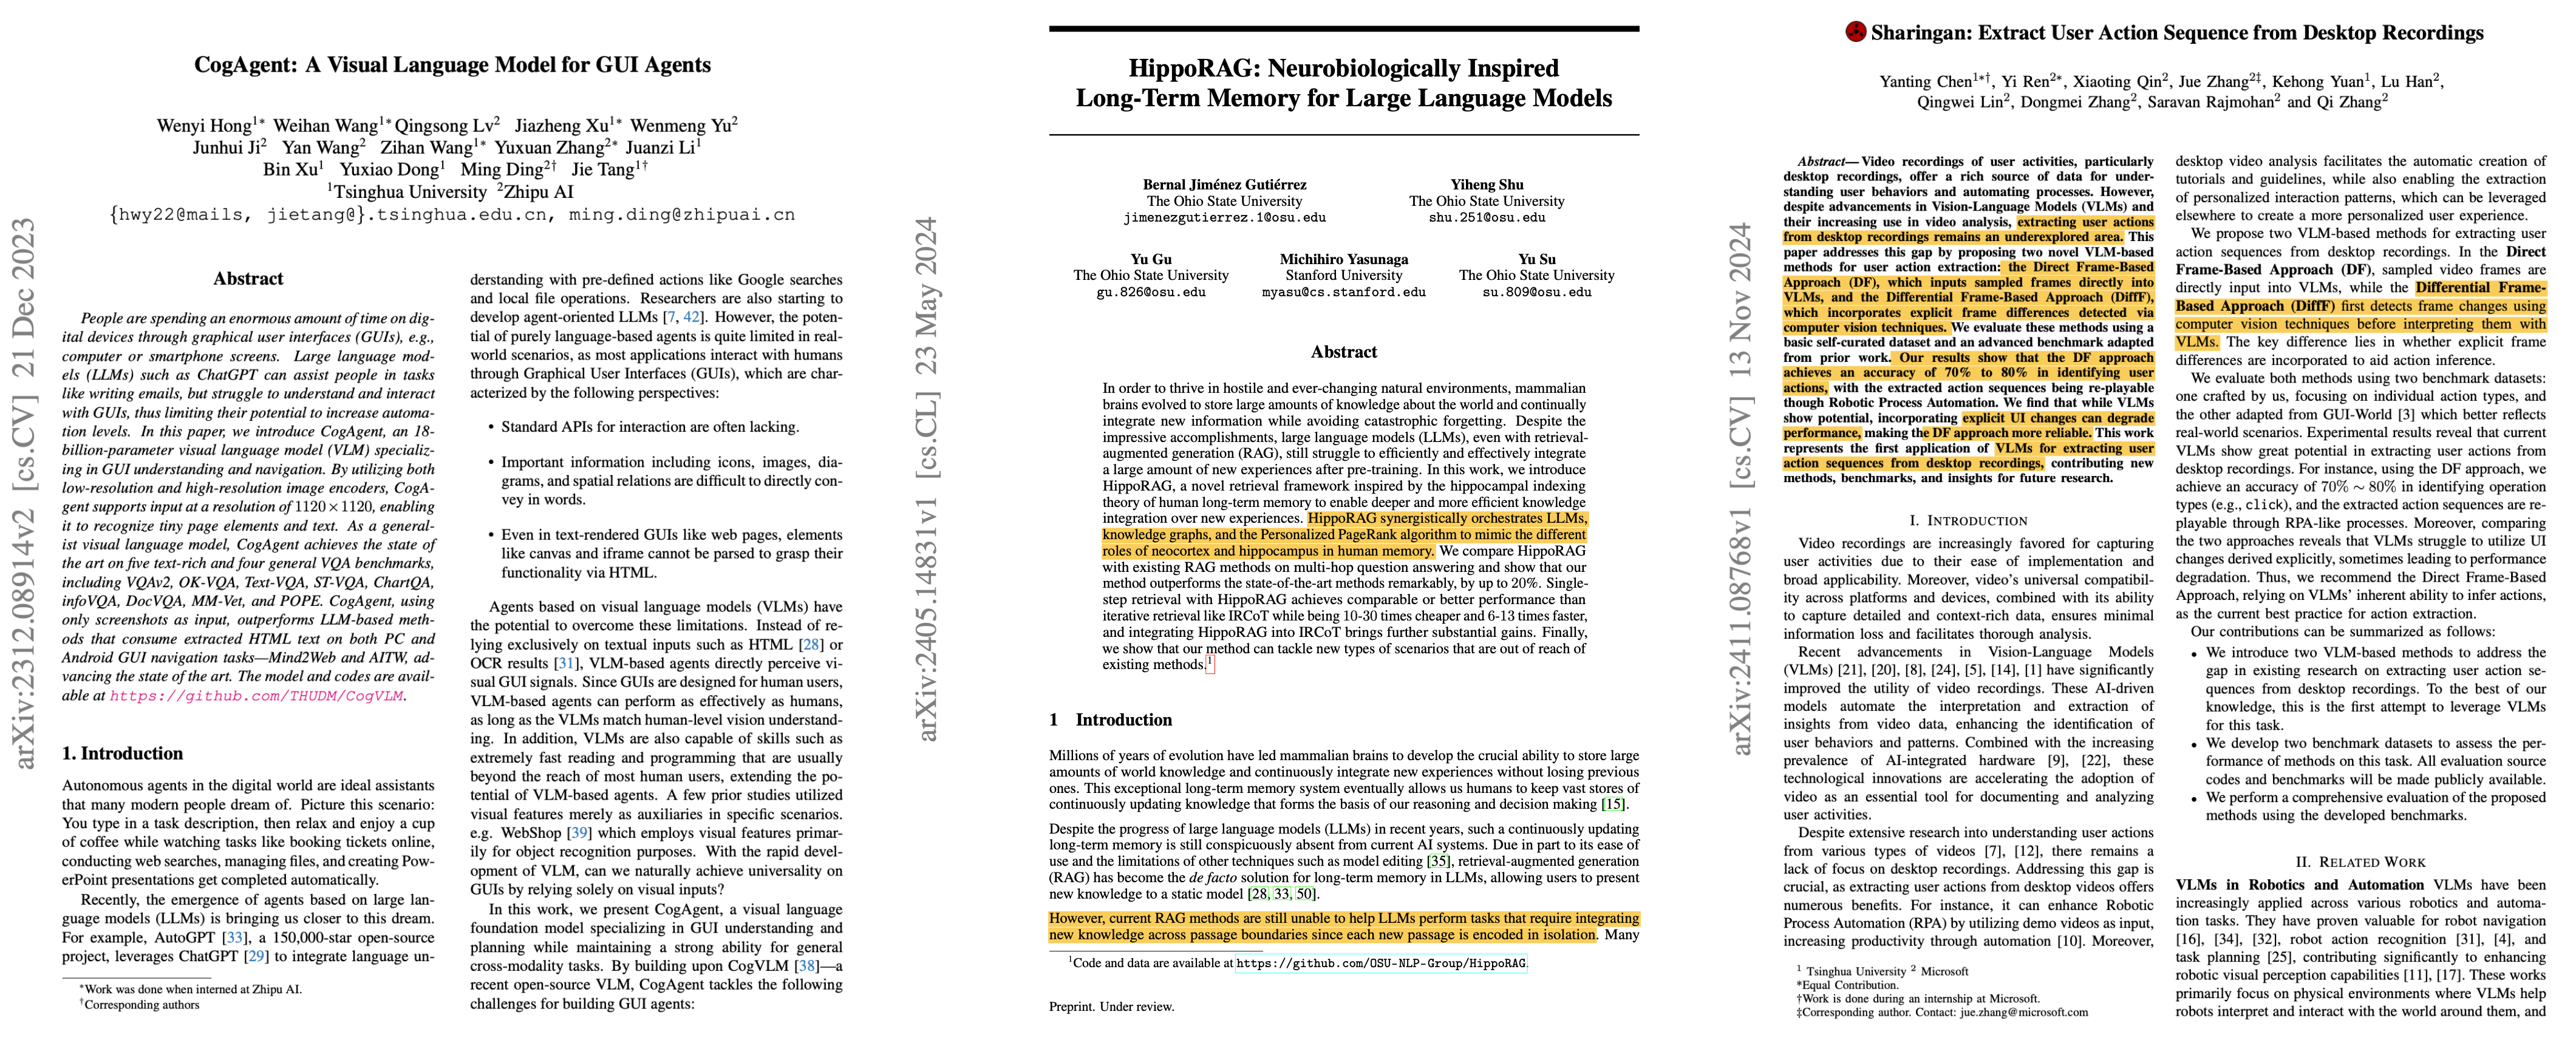 arXiv:2312.08914v2 [cs.CV] 21 Dec 2023
CogAgent: A Visual Language Model for GUI Agents
Wenyi Hong1* Weihan Wang1* Qingsong Lv2 Jiazheng Xu1* Wenmeng Yu2
Junhui Ji2 Yan Wang2 Zihan Wang1* Yuxuan Zhang2* Juanzi Li1
Bin Xu1 Yuxiao Dong1 Ming Ding2† Jie Tang1†
1Tsinghua University 2Zhipu AI
{hwy22@mails, jietang@}.tsinghua.edu.cn, ming.ding@zhipuai.cn
Abstract
People are spending an enormous amount of time on dig-
ital devices through graphical user interfaces (GUIs), e.g.,
computer or smartphone screens. Large language mod-
els (LLMs) such as ChatGPT can assist people in tasks
like writing emails, but struggle to understand and interact
with GUIs, thus limiting their potential to increase automa-
tion levels. In this paper, we introduce CogAgent, an 18-
billion-parameter visual language model (VLM) specializ-
ing in GUI understanding and navigation. By utilizing both
low-resolution and high-resolution image encoders, CogA-
gent supports input at a resolution of 1120×1120, enabling
it to recognize tiny page elements and text. As a general-
ist visual language model, CogAgent achieves the state of
the art on five text-rich and four general VQA benchmarks,
including VQAv2, OK-VQA, Text-VQA, ST-VQA, ChartQA,
infoVQA, DocVQA, MM-Vet, and POPE. CogAgent, using
only screenshots as input, outperforms LLM-based meth-
ods that consume extracted HTML text on both PC and
Android GUI navigation tasks—Mind2Web and AITW, ad-
vancing the state of the art. The model and codes are avail-
able at https://github.com/THUDM/CogVLM.
1. Introduction
Autonomous agents in the digital world are ideal assistants
that many modern people dream of. Picture this scenario:
You type in a task description, then relax and enjoy a cup
of coffee while watching tasks like booking tickets online,
conducting web searches, managing files, and creating Pow-
erPoint presentations get completed automatically.
Recently, the emergence of agents based on large lan-
guage models (LLMs) is bringing us closer to this dream.
For example, AutoGPT [33], a 150,000-star open-source
project, leverages ChatGPT [29] to integrate language un-
*Work was done when interned at Zhipu AI.
†Corresponding authors
derstanding with pre-defined actions like Google searches
and local file operations. Researchers are also starting to
develop agent-oriented LLMs [7, 42]. However, the poten-
tial of purely language-based agents is quite limited in real-
world scenarios, as most applications interact with humans
through Graphical User Interfaces (GUIs), which are char-
acterized by the following perspectives:
• Standard APIs for interaction are often lacking.
• Important information including icons, images, dia-
grams, and spatial relations are difficult to directly con-
vey in words.
• Even in text-rendered GUIs like web pages, elements
like canvas and iframe cannot be parsed to grasp their
functionality via HTML.
Agents based on visual language models (VLMs) have
the potential to overcome these limitations. Instead of re-
lying exclusively on textual inputs such as HTML [28] or
OCR results [31], VLM-based agents directly perceive vi-
sual GUI signals. Since GUIs are designed for human users,
VLM-based agents can perform as effectively as humans,
as long as the VLMs match human-level vision understand-
ing. In addition, VLMs are also capable of skills such as
extremely fast reading and programming that are usually
beyond the reach of most human users, extending the po-
tential of VLM-based agents. A few prior studies utilized
visual features merely as auxiliaries in specific scenarios.
e.g. WebShop [39] which employs visual features primar-
ily for object recognition purposes. With the rapid devel-
opment of VLM, can we naturally achieve universality on
GUIs by relying solely on visual inputs?
In this work, we present CogAgent, a visual language
foundation model specializing in GUI understanding and
planning while maintaining a strong ability for general
cross-modality tasks. By building upon CogVLM [38]—a
recent open-source VLM, CogAgent tackles the following
challenges for building GUI agents:
arXiv:2405.14831v1 [cs.CL] 23 May 2024
HippoRAG: Neurobiologically Inspired
Long-Term Memory for Large Language Models
Bernal Jiménez Gutiérrez
The Ohio State University
jimenezgutierrez.1@osu.edu
Yiheng Shu
The Ohio State University
shu.251@osu.edu
Yu Gu
The Ohio State University
gu.826@osu.edu
Michihiro Yasunaga
Stanford University
myasu@cs.stanford.edu
Yu Su
The Ohio State University
su.809@osu.edu
Abstract
In order to thrive in hostile and ever-changing natural environments, mammalian
brains evolved to store large amounts of knowledge about the world and continually
integrate new information while avoiding catastrophic forgetting. Despite the
impressive accomplishments, large language models (LLMs), even with retrieval-
augmented generation (RAG), still struggle to efficiently and effectively integrate
a large amount of new experiences after pre-training. In this work, we introduce
HippoRAG, a novel retrieval framework inspired by the hippocampal indexing
theory of human long-term memory to enable deeper and more efficient knowledge
integration over new experiences. HippoRAG synergistically orchestrates LLMs,
knowledge graphs, and the Personalized PageRank algorithm to mimic the different
roles of neocortex and hippocampus in human memory. We compare HippoRAG
with existing RAG methods on multi-hop question answering and show that our
method outperforms the state-of-the-art methods remarkably, by up to 20%. Single-
step retrieval with HippoRAG achieves comparable or better performance than
iterative retrieval like IRCoT while being 10-30 times cheaper and 6-13 times faster,
and integrating HippoRAG into IRCoT brings further substantial gains. Finally,
we show that our method can tackle new types of scenarios that are out of reach of
existing methods.1
1 Introduction
Millions of years of evolution have led mammalian brains to develop the crucial ability to store large
amounts of world knowledge and continuously integrate new experiences without losing previous
ones. This exceptional long-term memory system eventually allows us humans to keep vast stores of
continuously updating knowledge that forms the basis of our reasoning and decision making [15].
Despite the progress of large language models (LLMs) in recent years, such a continuously updating
long-term memory is still conspicuously absent from current AI systems. Due in part to its ease of
use and the limitations of other techniques such as model editing [35], retrieval-augmented generation
(RAG) has become the de facto solution for long-term memory in LLMs, allowing users to present
new knowledge to a static model [28, 33, 50].
However, current RAG methods are still unable to help LLMs perform tasks that require integrating
new knowledge across passage boundaries since each new passage is encoded in isolation. Many
1Code and data are available at https://github.com/OSU-NLP-Group/HippoRAG.
Preprint. Under review.
arXiv:2411.08768v1 [cs.CV] 13 Nov 2024
Sharingan: Extract User Action Sequence from Desktop Recordings
Yanting Chen1*†, Yi Ren2*, Xiaoting Qin2, Jue Zhang2‡, Kehong Yuan1, Lu Han2,
Qingwei Lin2, Dongmei Zhang2, Saravan Rajmohan2 and Qi Zhang2
Abstract—Video recordings of user activities, particularly
desktop recordings, offer a rich source of data for under-
standing user behaviors and automating processes. However,
despite advancements in Vision-Language Models (VLMs) and
their increasing use in video analysis, extracting user actions
from desktop recordings remains an underexplored area. This
paper addresses this gap by proposing two novel VLM-based
methods for user action extraction: the Direct Frame-Based
Approach (DF), which inputs sampled frames directly into
VLMs, and the Differential Frame-Based Approach (DiffF),
which incorporates explicit frame differences detected via
computer vision techniques. We evaluate these methods using a
basic self-curated dataset and an advanced benchmark adapted
from prior work. Our results show that the DF approach
achieves an accuracy of 70% to 80% in identifying user
actions, with the extracted action sequences being re-playable
though Robotic Process Automation. We find that while VLMs
show potential, incorporating explicit UI changes can degrade
performance, making the DF approach more reliable. This work
represents the first application of VLMs for extracting user
action sequences from desktop recordings, contributing new
methods, benchmarks, and insights for future research.
I. INTRODUCTION
Video recordings are increasingly favored for capturing
user activities due to their ease of implementation and
broad applicability. Moreover, video's universal compatibil-
ity across platforms and devices, combined with its ability
to capture detailed and context-rich data, ensures minimal
information loss and facilitates thorough analysis.
Recent advancements in Vision-Language Models
(VLMs) [21], [20], [8], [24], [5], [14], [1] have significantly
improved the utility of video recordings. These AI-driven
models automate the interpretation and extraction of
insights from video data, enhancing the identification of
user behaviors and patterns. Combined with the increasing
prevalence of AI-integrated hardware [9], [22], these
technological innovations are accelerating the adoption of
video as an essential tool for documenting and analyzing
user activities.
Despite extensive research into understanding user actions
from various types of videos [7], [12], there remains a
lack of focus on desktop recordings. Addressing this gap is
crucial, as extracting user actions from desktop videos offers
numerous benefits. For instance, it can enhance Robotic
Process Automation (RPA) by utilizing demo videos as input,
increasing productivity through automation [10]. Moreover,
1 Tsinghua University 2 Microsoft
*Equal Contribution.
†Work is done during an internship at Microsoft.
‡Corresponding author. Contact: jue.zhang@microsoft.com
desktop video analysis facilitates the automatic creation of
tutorials and guidelines, while also enabling the extraction
of personalized interaction patterns, which can be leveraged
elsewhere to create a more personalized user experience.
We propose two VLM-based methods for extracting user
action sequences from desktop recordings. In the Direct
Frame-Based Approach (DF), sampled video frames are
directly input into VLMs, while the Differential Frame-
Based Approach (DiffF) first detects frame changes using
computer vision techniques before interpreting them with
VLMs. The key difference lies in whether explicit frame
differences are incorporated to aid action inference.
We evaluate both methods using two benchmark datasets:
one crafted by us, focusing on individual action types, and
the other adapted from GUI-World [3] which better reflects
real-world scenarios. Experimental results reveal that current
VLMs show great potential in extracting user actions from
desktop recordings. For instance, using the DF approach, we
achieve an accuracy of 70% ∼ 80% in identifying operation
types (e.g., click), and the extracted action sequences are re-
playable through RPA-like processes. Moreover, comparing
the two approaches reveals that VLMs struggle to utilize UI
changes derived explicitly, sometimes leading to performance
degradation. Thus, we recommend the Direct Frame-Based
Approach, relying on VLMs' inherent ability to infer actions,
as the current best practice for action extraction.
Our contributions can be summarized as follows:
• We introduce two VLM-based methods to address the
gap in existing research on extracting user action se-
quences from desktop recordings. To the best of our
knowledge, this is the first attempt to leverage VLMs
for this task.
• We develop two benchmark datasets to assess the per-
formance of methods on this task. All evaluation source
codes and benchmarks will be made publicly available.
• We perform a comprehensive evaluation of the proposed
methods using the developed benchmarks.
II. RELATED WORK
VLMs in Robotics and Automation VLMs have been
increasingly applied across various robotics and automa-
tion tasks. They have proven valuable for robot navigation
[16], [34], [32], robot action recognition [31], [4], and
task planning [25], contributing significantly to enhancing
robotic visual perception capabilities [11], [17]. These works
primarily focus on physical environments where VLMs help
robots interpret and interact with the world around them, and